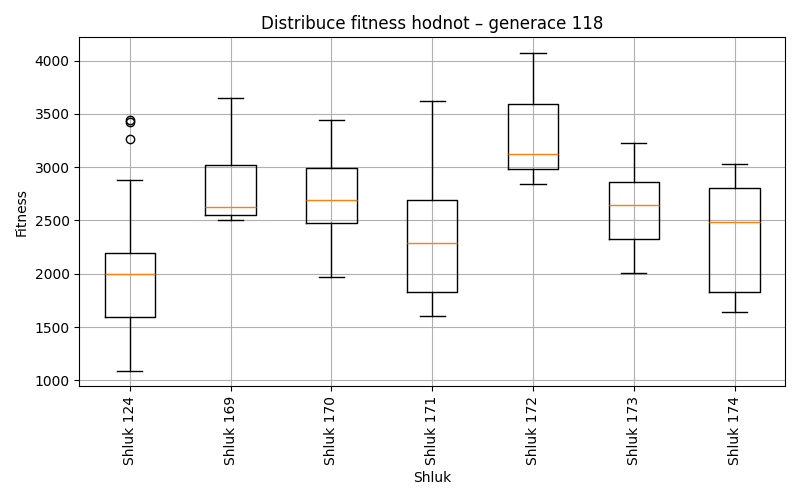 Distribuce fitness hodnot – generace 118
Fitness
4000
3500
3000
2500
2000
1500
1000
Shluk 124
Shluk 169
Shluk 170
Shluk 171
Shluk 172
Shluk 173
Shluk 174
Shluk